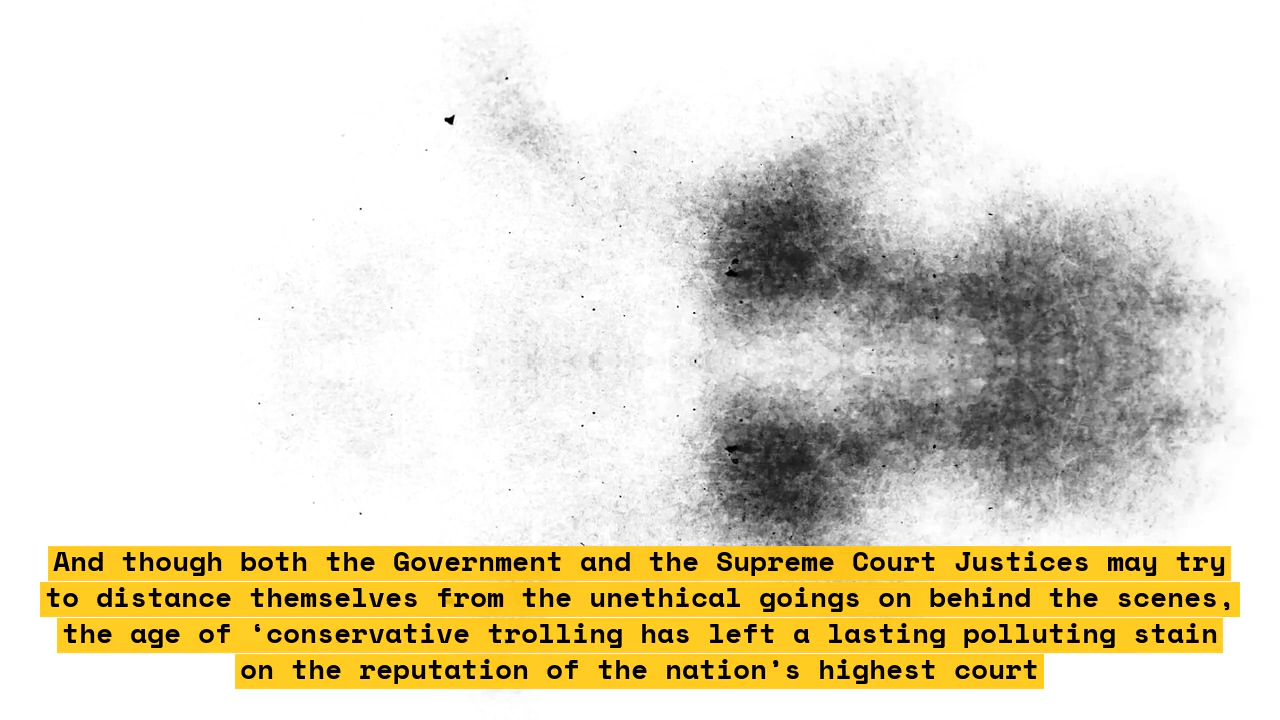 And though both the Government and the Supreme Court Justices may try
to distance themselves from the unethical goings on behind the scenes,
the age of ‘conservative trolling has left a lasting polluting stain
on the reputation of the nation’s highest court